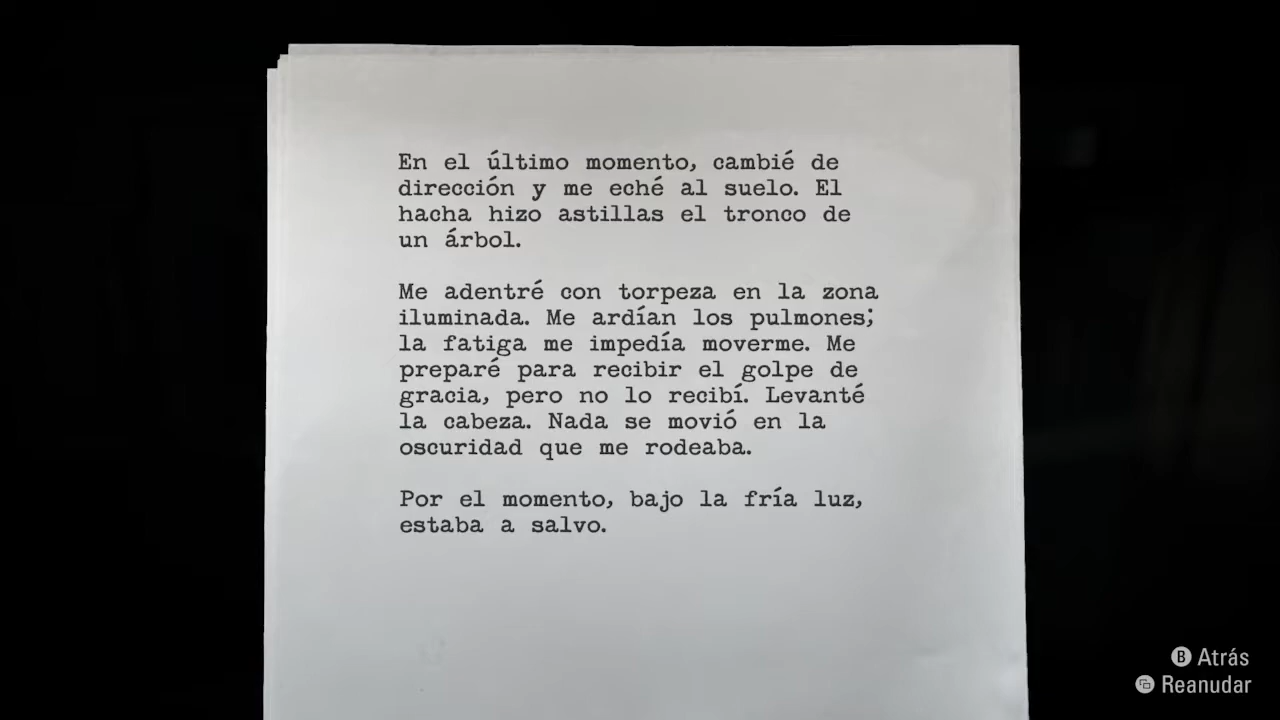 En el último momento, cambié de
dirección y me eché al suelo. El
hacha hizo astillas el tronco de
un árbol.
Me adentré con torpeza en la zona
iluminada. Me ardían los pulmones;
la fatiga me impedía moverme. Me
preparé para recibir el golpe de
gracia, pero no lo recibí. Levanté
la cabeza. Nada se movió en la
oscuridad que me rodeaba.
Por el momento, bajo la fría luz,
estaba a salvo.
B Atrás
Reanudar